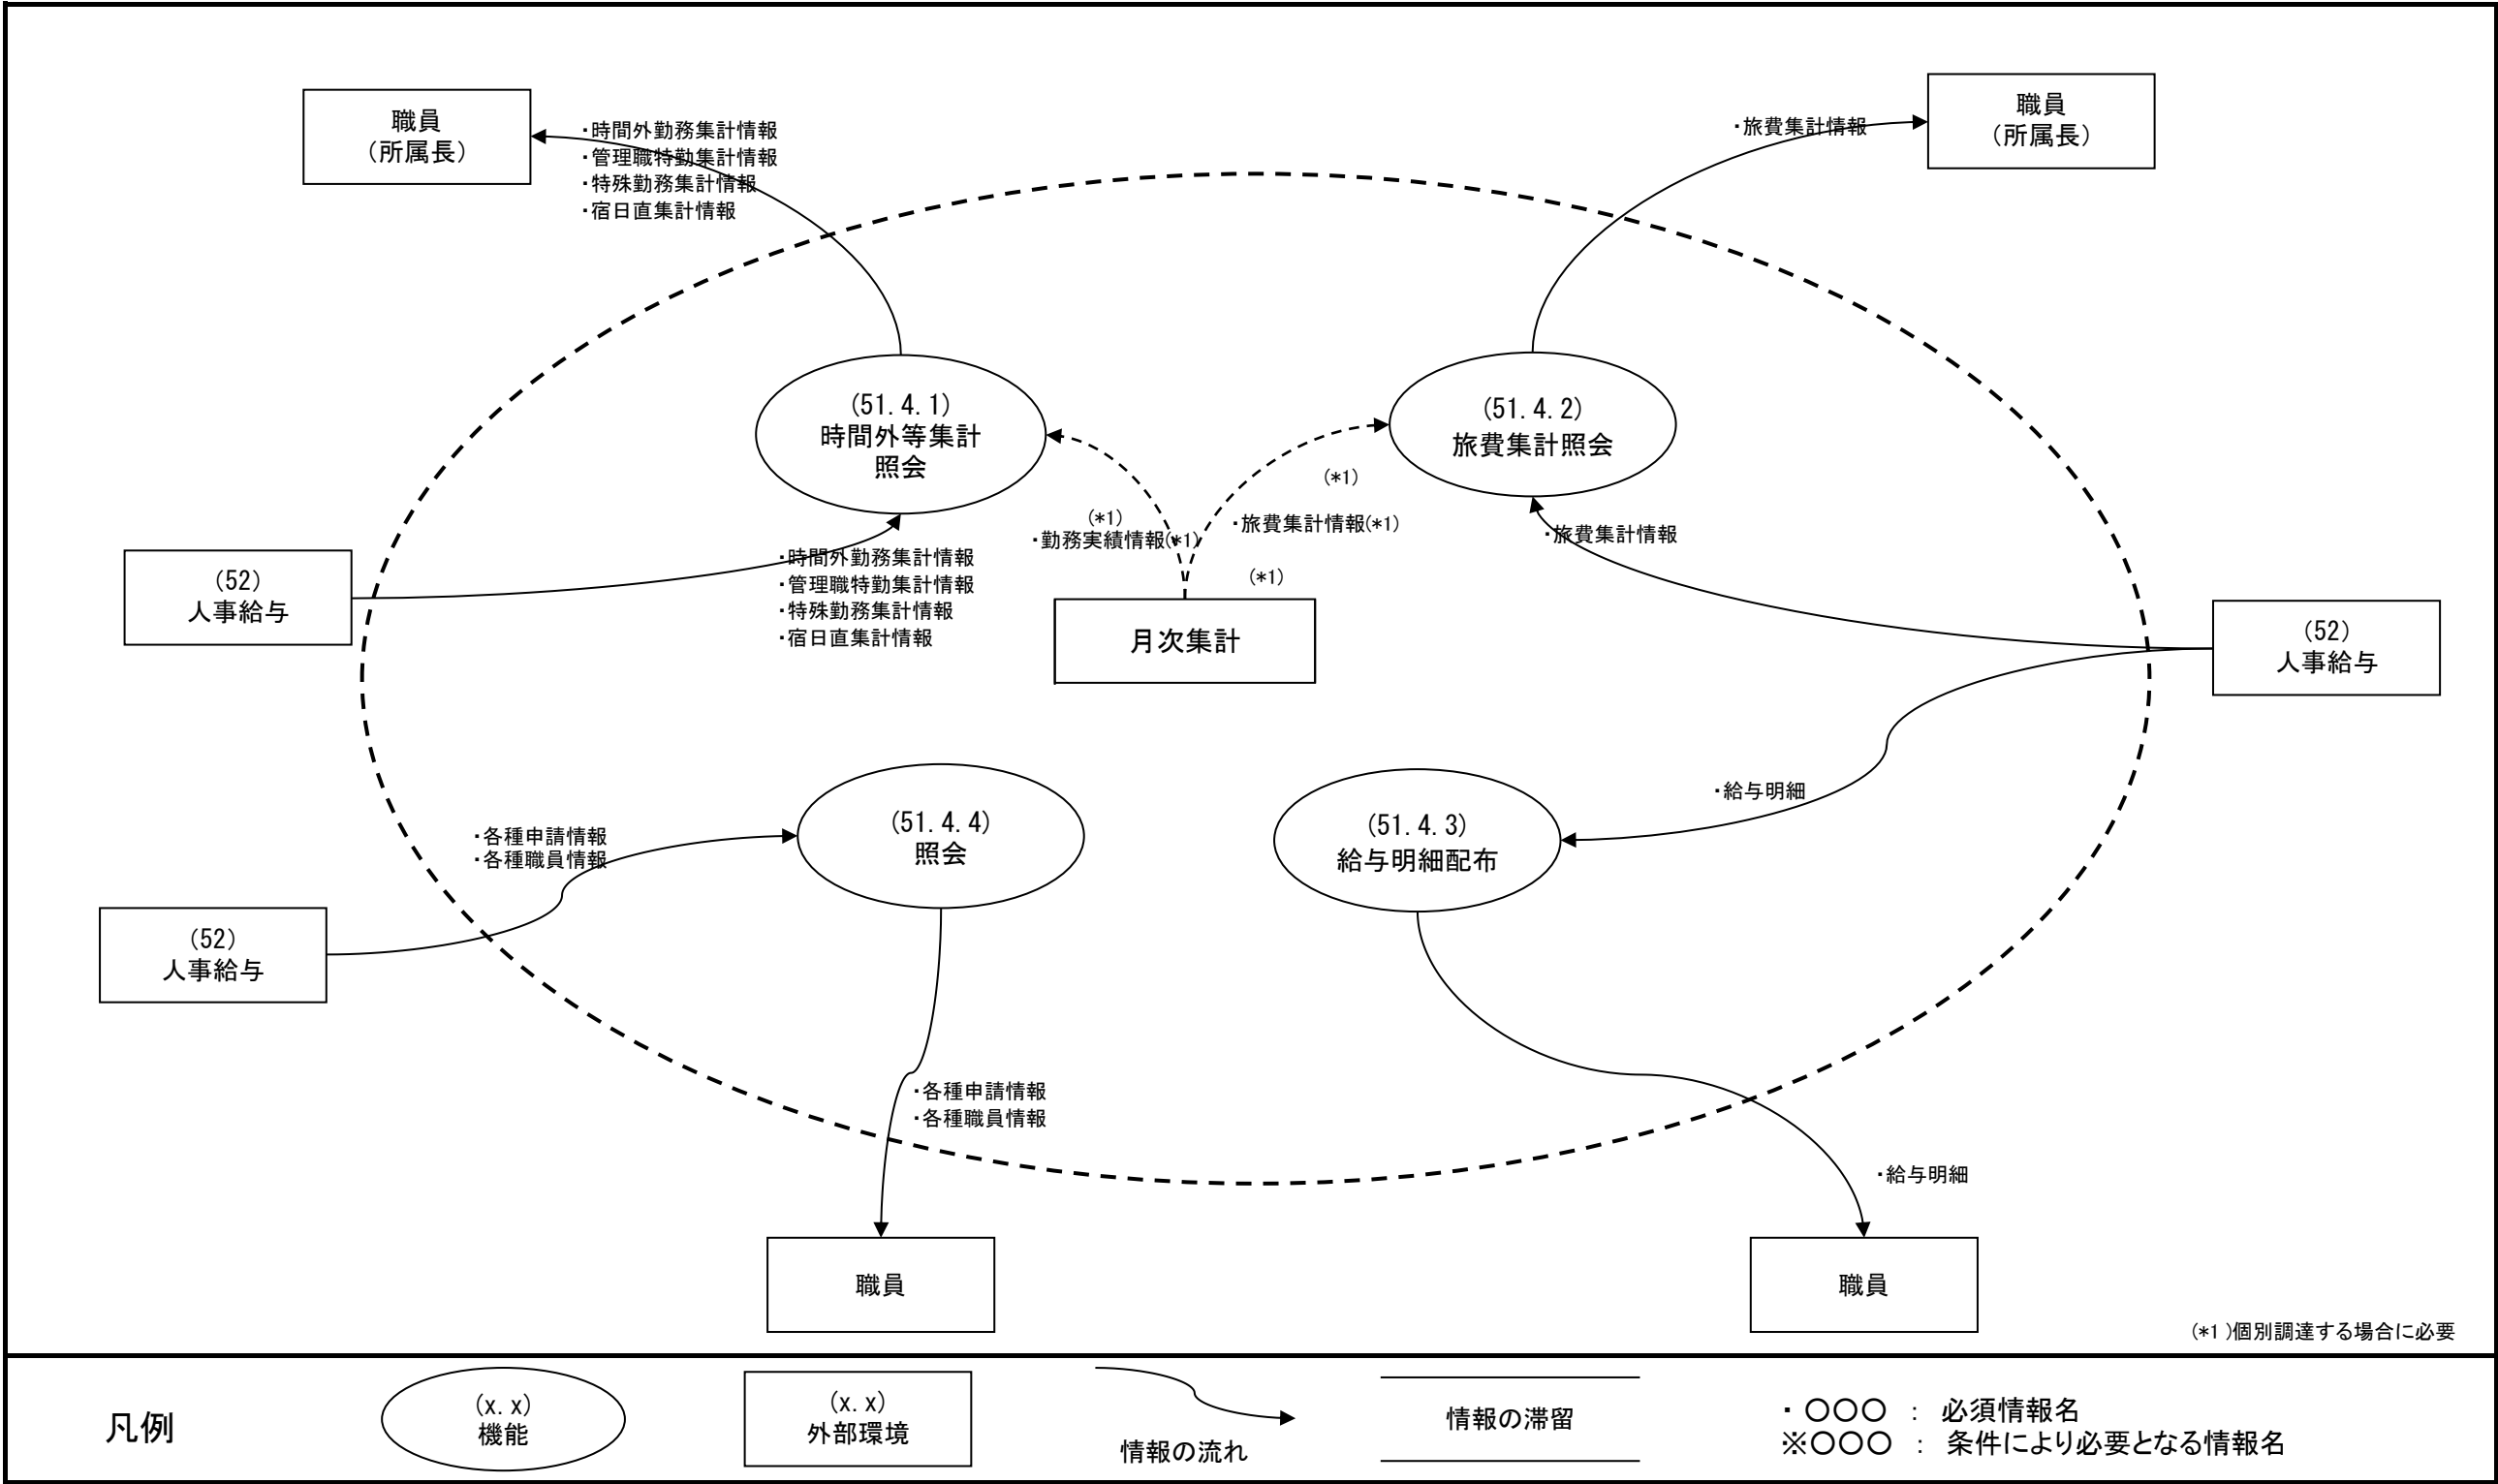 職員
（所属長）
・時間外勤務集計情報
・管理職特勤集計情報
・特殊勤務集計情報
・宿日直集計情報
・旅費集計情報
職員
（所属長）
(51.4.1)
時間外等集計
照会
(51.4.2)
旅費集計照会
(*1)
(*1)
・勤務実績情報(*1)
・旅費集計情報(*1)
・旅費集計情報
(*1)
(52)
人事給与
・時間外勤務集計情報
・管理職特勤集計情報
・特殊勤務集計情報
・宿日直集計情報
月次集計
(52)
人事給与
・各種申請情報
・各種職員情報
(51.4.4)
照会
(51.4.3)
給与明細配布
・給与明細
(52)
人事給与
・各種申請情報
・各種職員情報
・給与明細
職員
職員
(*1 )個別調達する場合に必要
凡例
(x.x)
機能
(x.x)
外部環境
情報の流れ
情報の滞留
・ 〇〇〇 ： 必須情報名
※〇〇〇 ： 条件により必要となる情報名